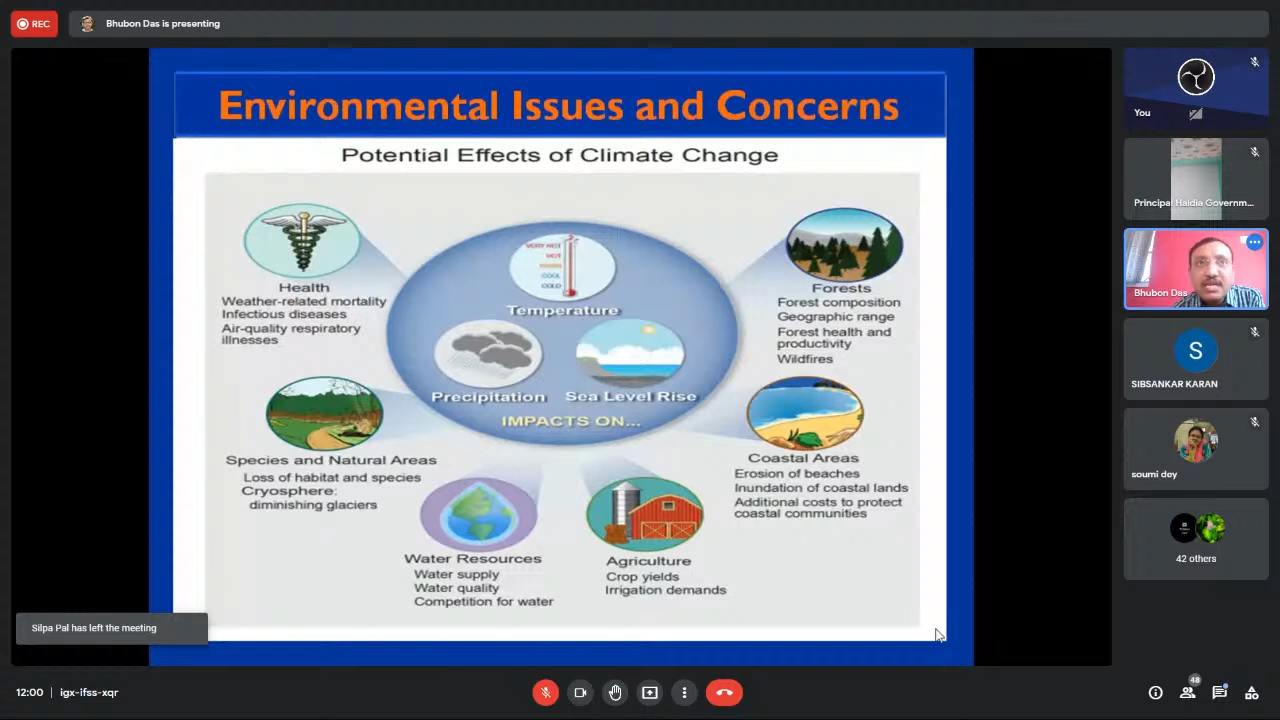 REC
Bhubon Das is presenting
Environmental Issues and Concerns
Potential Effects of Climate Change
Health
Weather-related mortality
Infectious diseases
Air-quality respiratory
illnesses
VERY HOT
HOT
COOL
COLD
Temperature
Precipitation
Sea Level Rise
IMPACTS ON...
Forests
Forest composition
Geographic range
Forest health and
productivity
Wildfires
Species and Natural Areas
Loss of habitat and species
Cryosphere:
diminishing glaciers
Water Resources
Water supply
Water quality
Competition for water
Agriculture
Crop yields
Irrigation demands
Coastal Areas
Erosion of beaches
Inundation of coastal lands
Additional costs to protect
coastal communities
You
Principal Haldia Governm...
Bhubon Das
S
SIBSANKAR KARAN
soumi dey
42 others
Silpa Pal has left the meeting
12:00 | igx-ifss-xqr
48